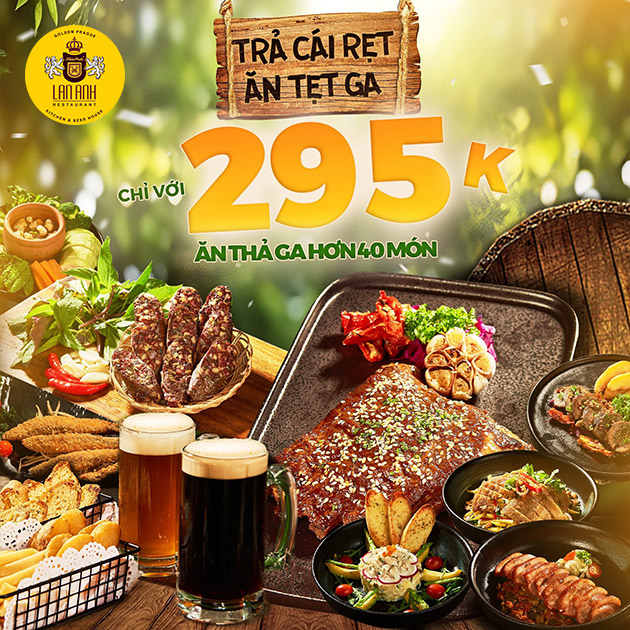 GOLDEN PRAGUE
LAN ANH
RESTAURANT
KITCHEN & BEER HOUSE
TRẢ CÁI RẸT
ĂN TẸT GA
CHỈ VỚI
295K
ĂN THẢ GA HƠN 40 MÓN